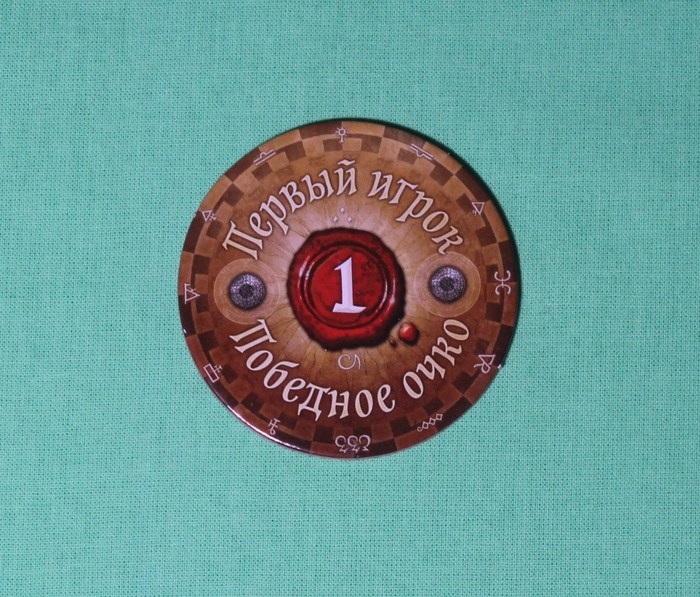 Первый игрок
1
Победное очко